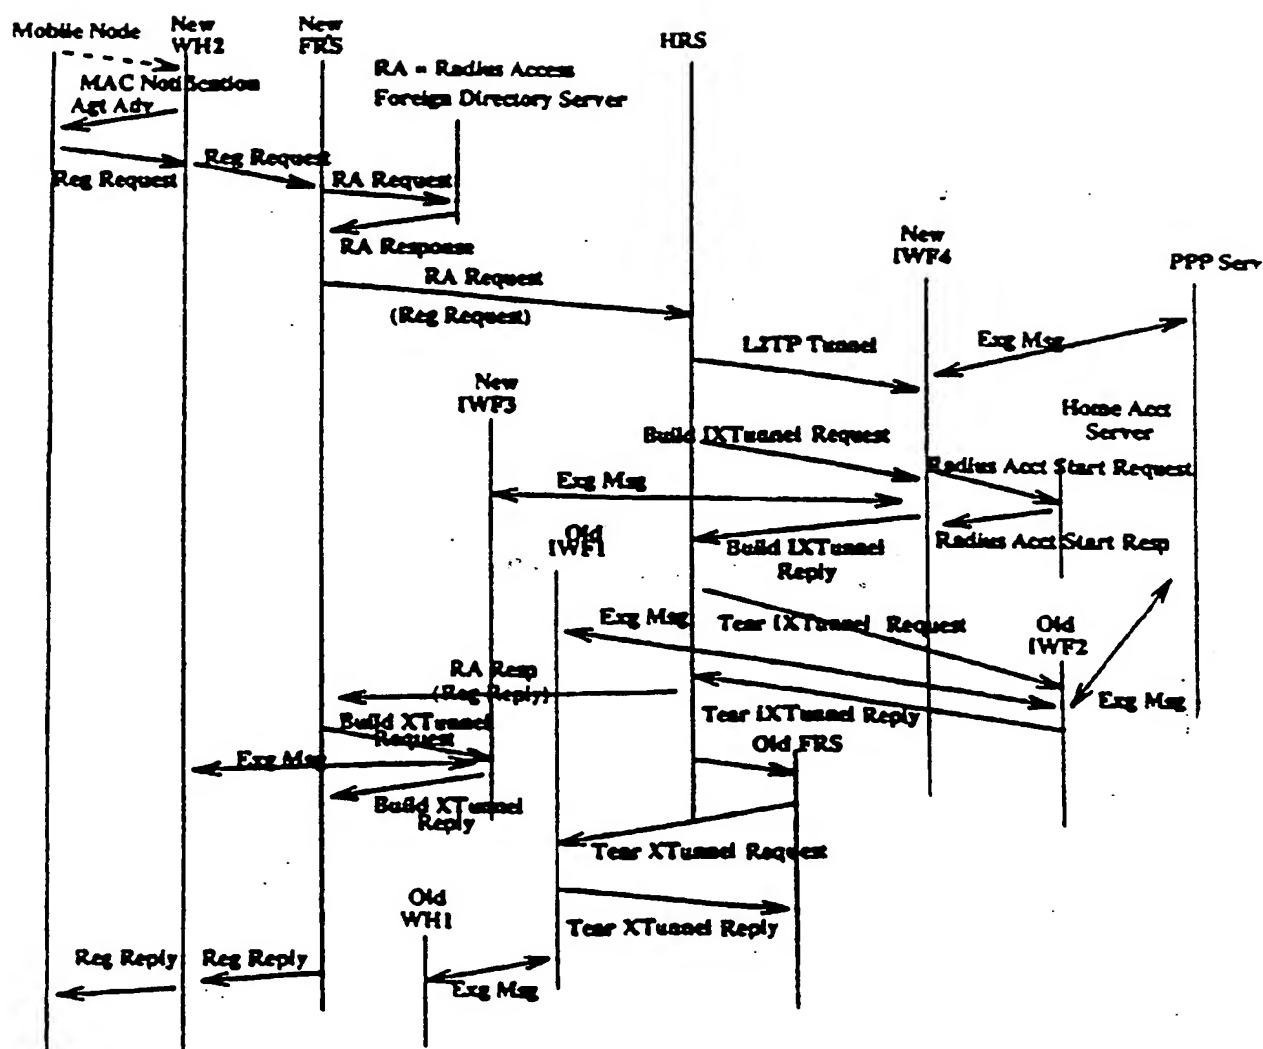 Mobile Node
New
WH2
New
FRS
HRS
RA = Radius Access
Foreign Directory Server
MAC Notification
Agt Adv
Reg Request
Reg Request
RA Request
RA Response
RA Request
(Reg Request)
New
IWF4
PPP Serv
L2TP Tunnel
Exg Msg
New
IWF3
Home Acct
Server
Build IXTunnel Request
Radius Acct Start Request
Exg Msg
Old
IWF1
Build IXTunnel
Reply
Radius Acct Start Resp
Exg Msg
Tear IXTunnel Request
Old
IWF2
RA Resp
(Reg Reply)
Exg Msg
Tear IXTunnel Reply
Build XTunnel
Request
Old FRS
Exg Msg
Build XTunnel
Reply
Tear XTunnel Request
Old
WH1
Tear XTunnel Reply
Reg Reply
Reg Reply
Exg Msg